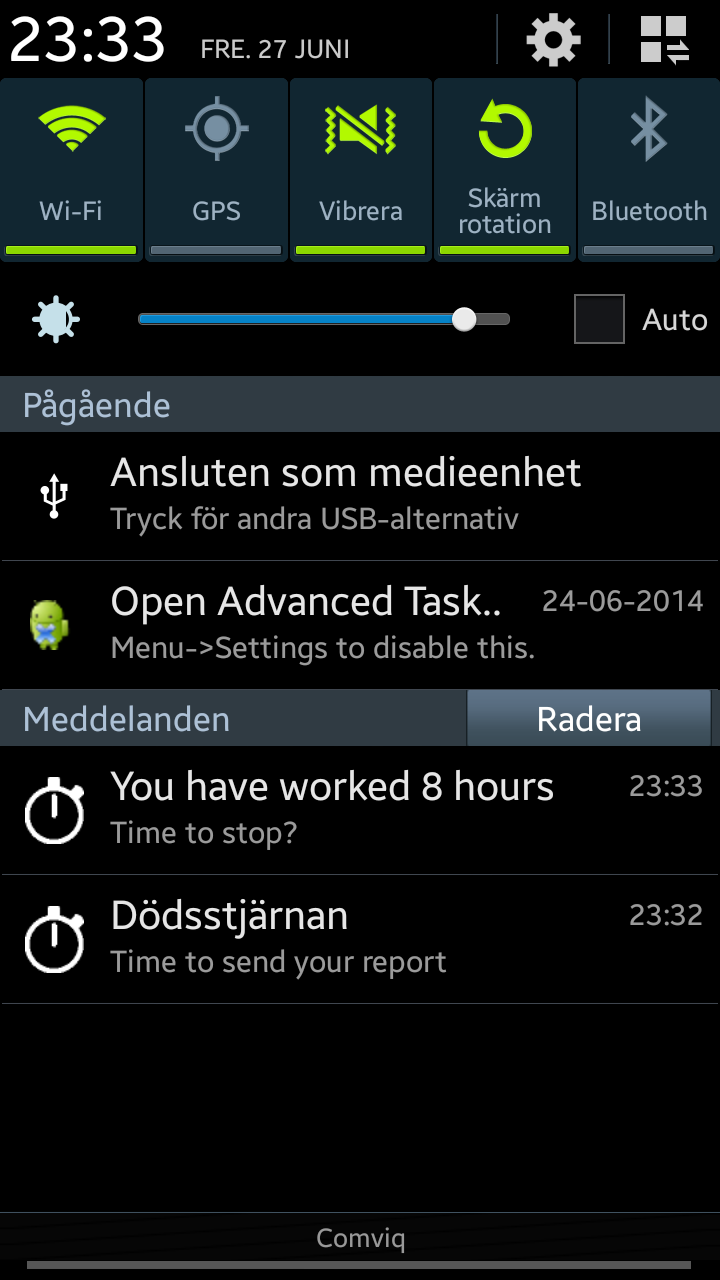 23:33 FRE. 27 JUNI
Wi-Fi GPS Vibrera Skärm rotation Bluetooth
Auto
Pågående
Ansluten som medieenhet
Tryck för andra USB-alternativ
Open Advanced Task.. 24-06-2014
Menu->Settings to disable this.
Meddelanden Radera
You have worked 8 hours 23:33
Time to stop?
Dödsstjärnan 23:32
Time to send your report
Comviq